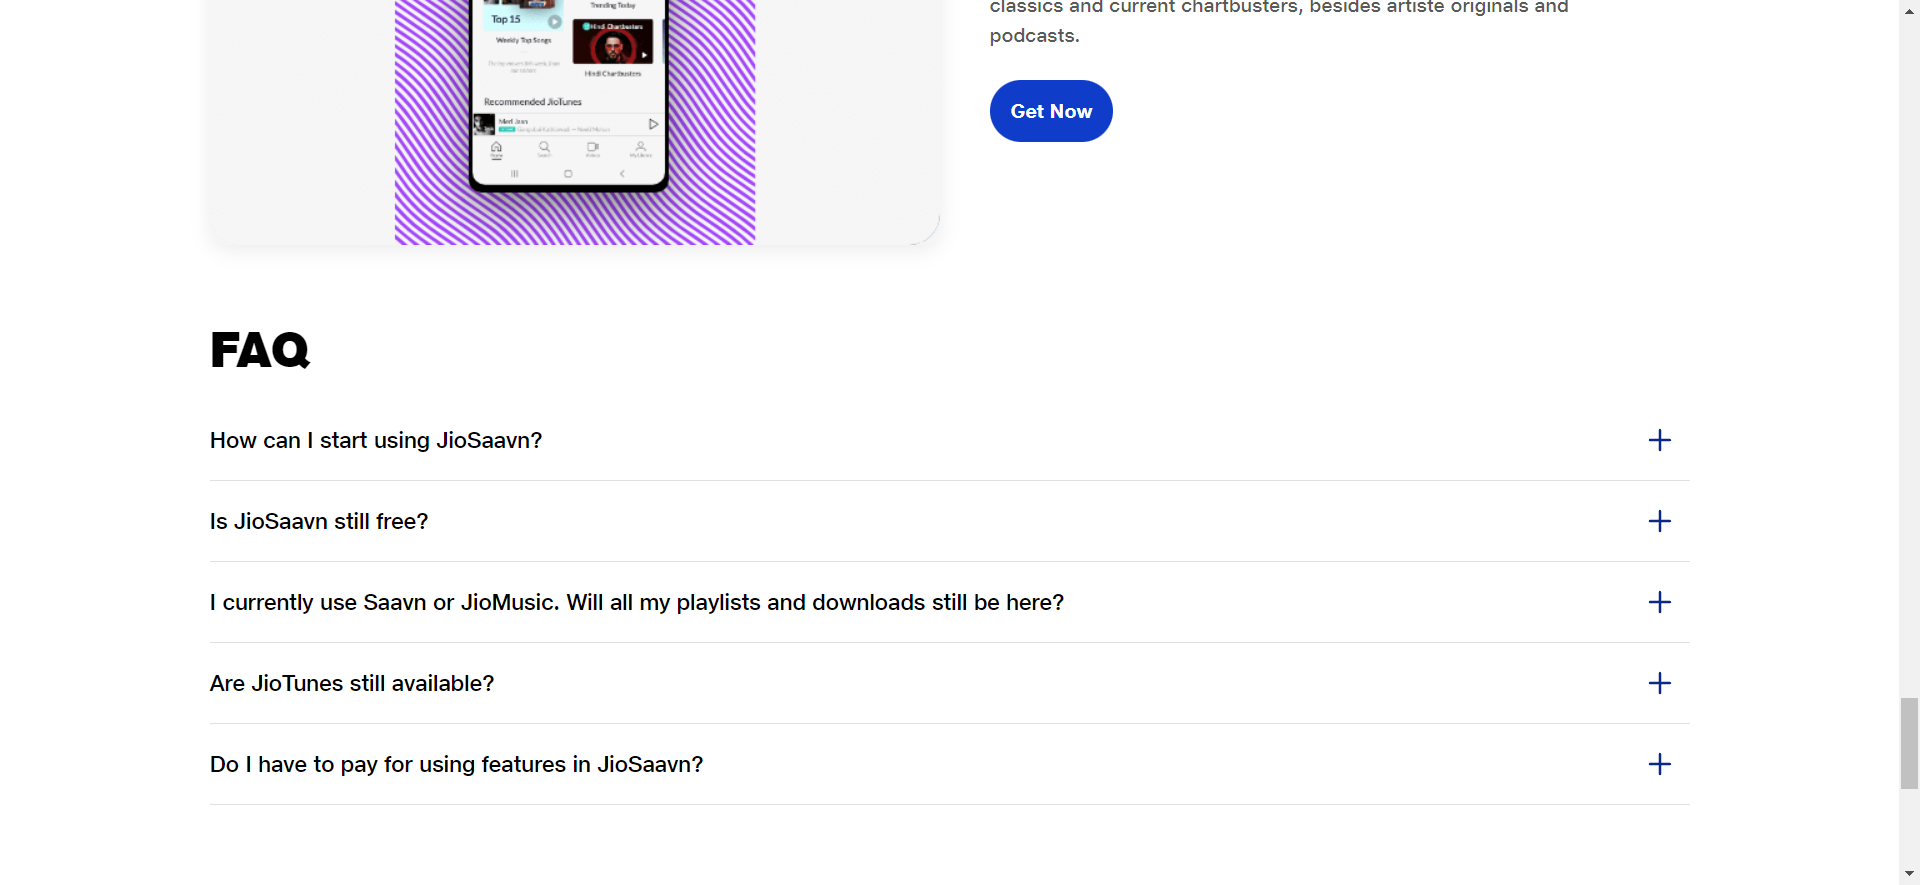 classics and current chartbusters, besides artiste originals and
podcasts.
Get Now
Top 15
Weekly Top Songs
Trending Today
Hindi Chartbusters
Hindi Chartbusters
Recommended JioTunes
Meri Jaan
Home
FAQ
How can I start using JioSaavn?
Is JioSaavn still free?
I currently use Saavn or JioMusic. Will all my playlists and downloads still be here?
Are JioTunes still available?
Do I have to pay for using features in JioSaavn?